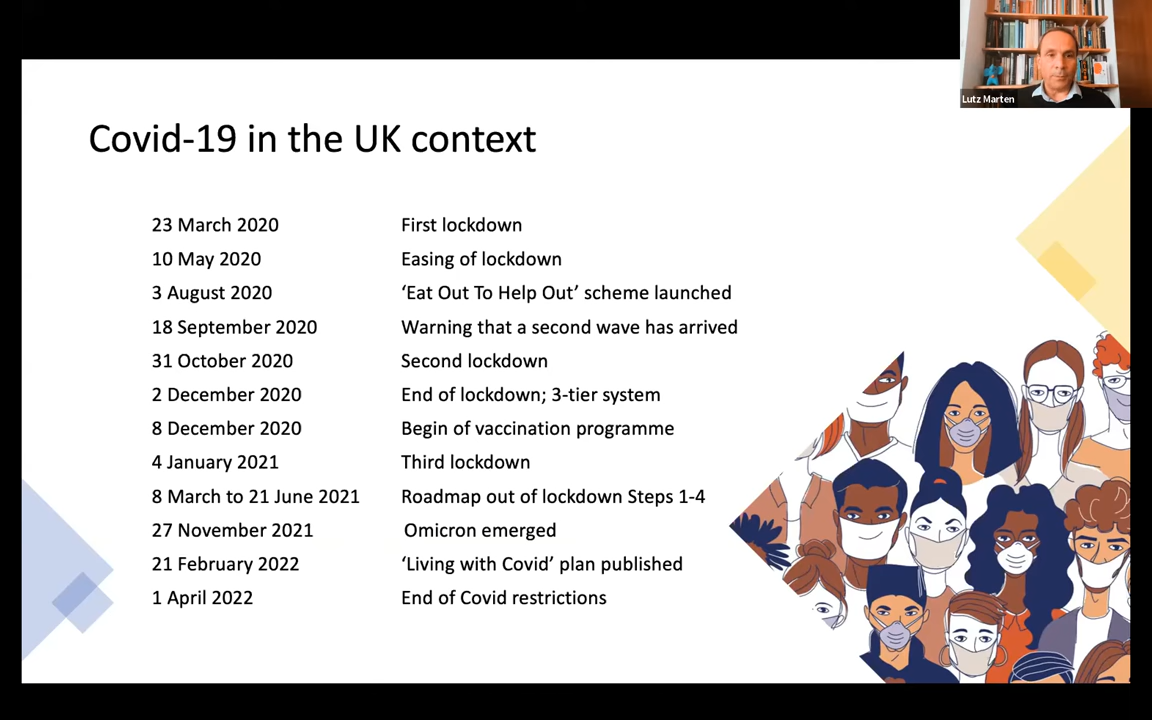 Lutz Marten
Covid-19 in the UK context
23 March 2020 First lockdown
10 May 2020 Easing of lockdown
3 August 2020 ‘Eat Out To Help Out’ scheme launched
18 September 2020 Warning that a second wave has arrived
31 October 2020 Second lockdown
2 December 2020 End of lockdown; 3-tier system
8 December 2020 Begin of vaccination programme
4 January 2021 Third lockdown
8 March to 21 June 2021 Roadmap out of lockdown Steps 1-4
27 November 2021 Omicron emerged
21 February 2022 ‘Living with Covid’ plan published
1 April 2022 End of Covid restrictions